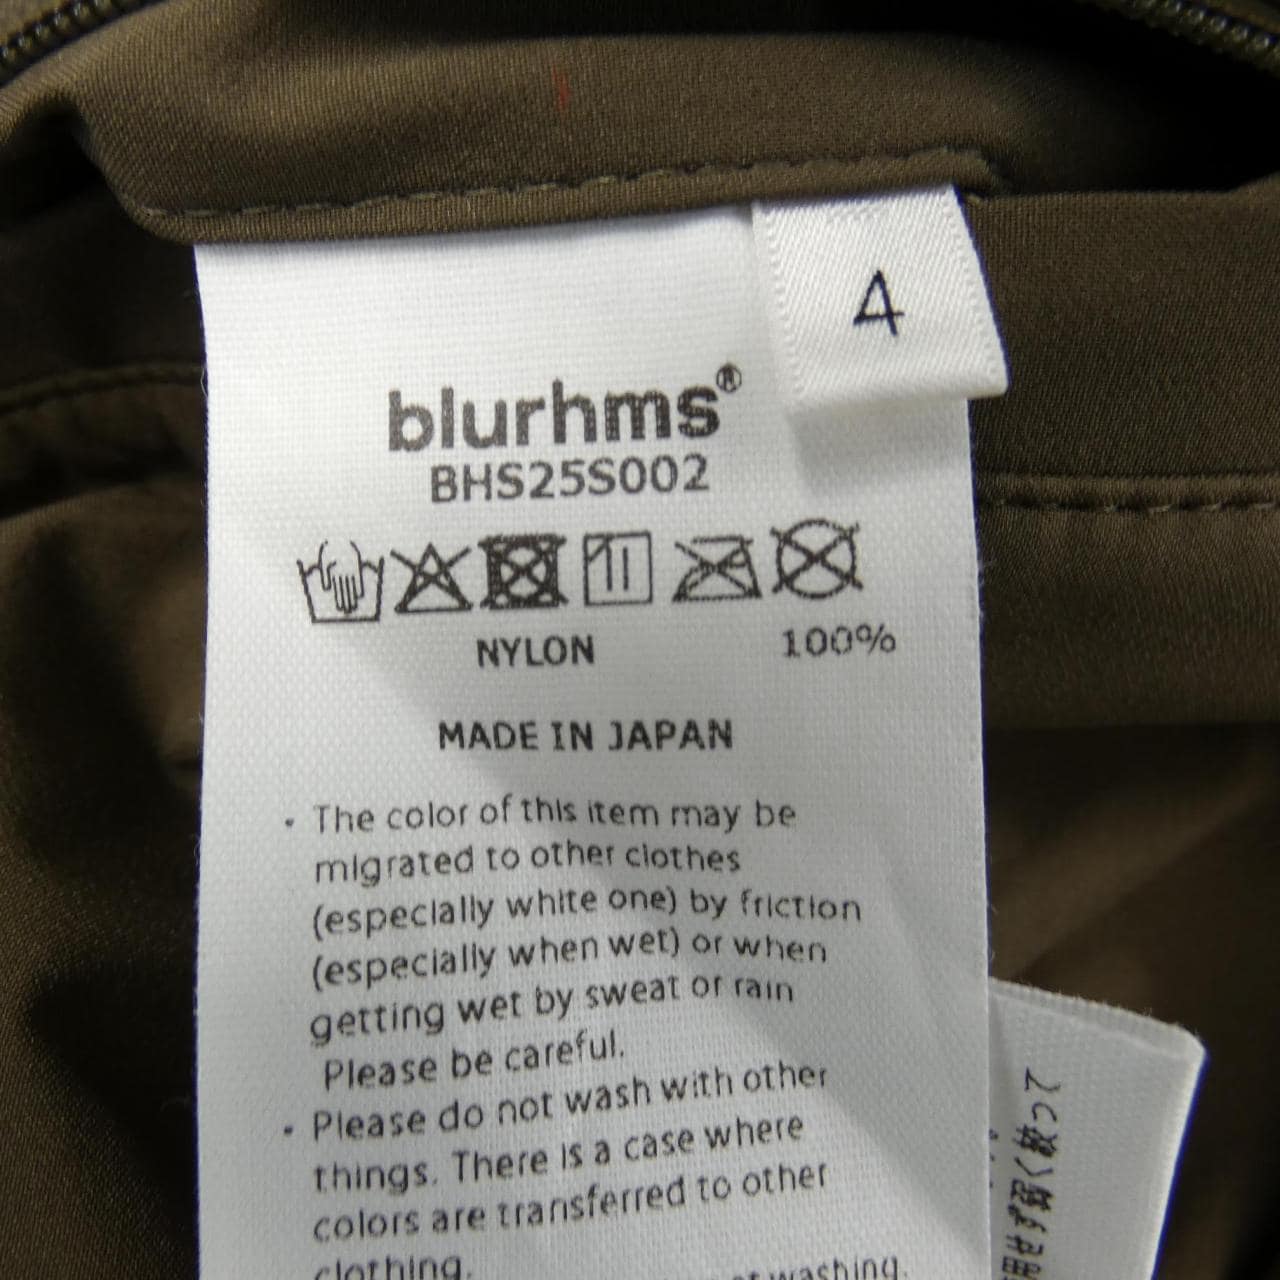 4
blurhms®
BHS25S002
NYLON 100%
MADE IN JAPAN
• The color of this item may be
migrated to other clothes
(especially white one) by friction
(especially when wet) or when
getting wet by sweat or rain
Please be careful.
• Please do not wash with other
things. There is a case where
colors are transferred to other
clothing.
washing.